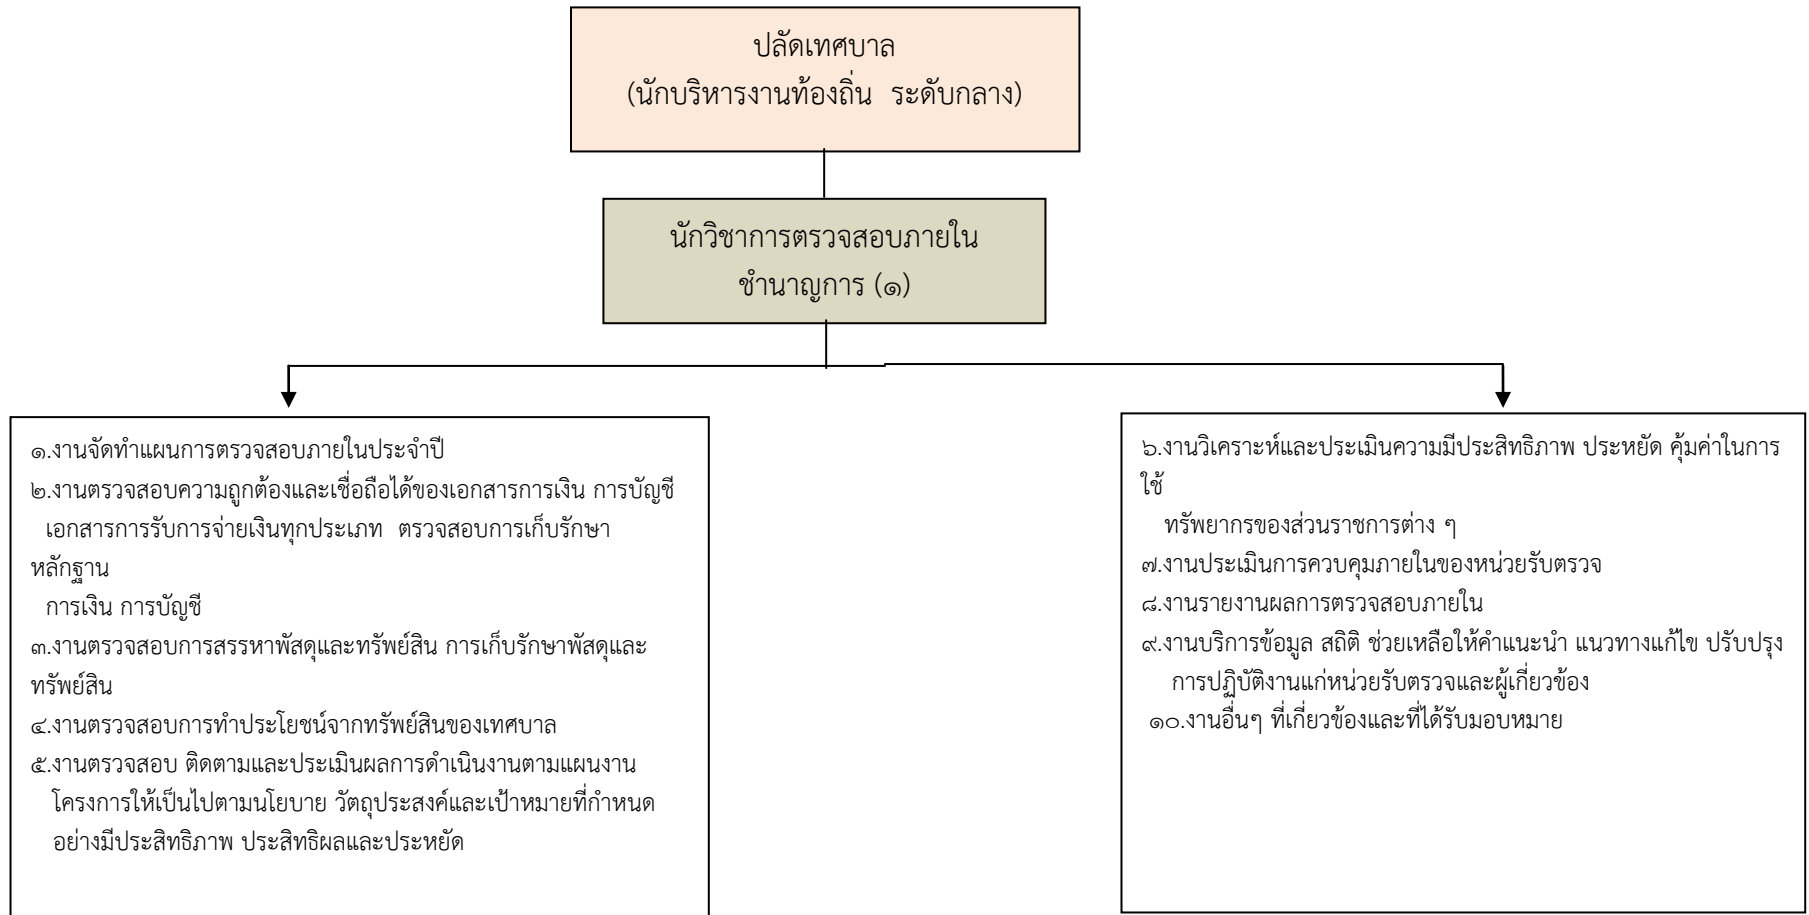 ปลัดเทศบาล
(นักบริหารงานท้องถิ่น ระดับกลาง)
นักวิชาการตรวจสอบภายใน
ชำนาญการ (๑)
๑.งานจัดทำแผนการตรวจสอบภายในประจำปี
๒.งานตรวจสอบความถูกต้องและเชื่อถือได้ของเอกสารการเงิน การบัญชี
เอกสารการรับการจ่ายเงินทุกประเภท ตรวจสอบการเก็บรักษา
หลักฐาน
การเงิน การบัญชี
๓.งานตรวจสอบการสรรหาพัสดุและทรัพย์สิน การเก็บรักษาพัสดุและ
ทรัพย์สิน
๔.งานตรวจสอบการทำประโยชน์จากทรัพย์สินของเทศบาล
๕.งานตรวจสอบ ติดตามและประเมินผลการดำเนินงานตามแผนงาน
โครงการให้เป็นไปตามนโยบาย วัตถุประสงค์และเป้าหมายที่กำหนด
อย่างมีประสิทธิภาพ ประสิทธิผลและประหยัด
๖.งานวิเคราะห์และประเมินความมีประสิทธิภาพ ประหยัด คุ้มค่าในการ
ใช้
ทรัพยากรของส่วนราชการต่าง ๆ
๗.งานประเมินการควบคุมภายในของหน่วยรับตรวจ
๘.งานรายงานผลการตรวจสอบภายใน
๙.งานบริการข้อมูล สถิติ ช่วยเหลือให้คำแนะนำ แนวทางแก้ไข ปรับปรุง
การปฏิบัติงานแก่หน่วยรับตรวจและผู้เกี่ยวข้อง
๑๐.งานอื่นๆ ที่เกี่ยวข้องและที่ได้รับมอบหมาย